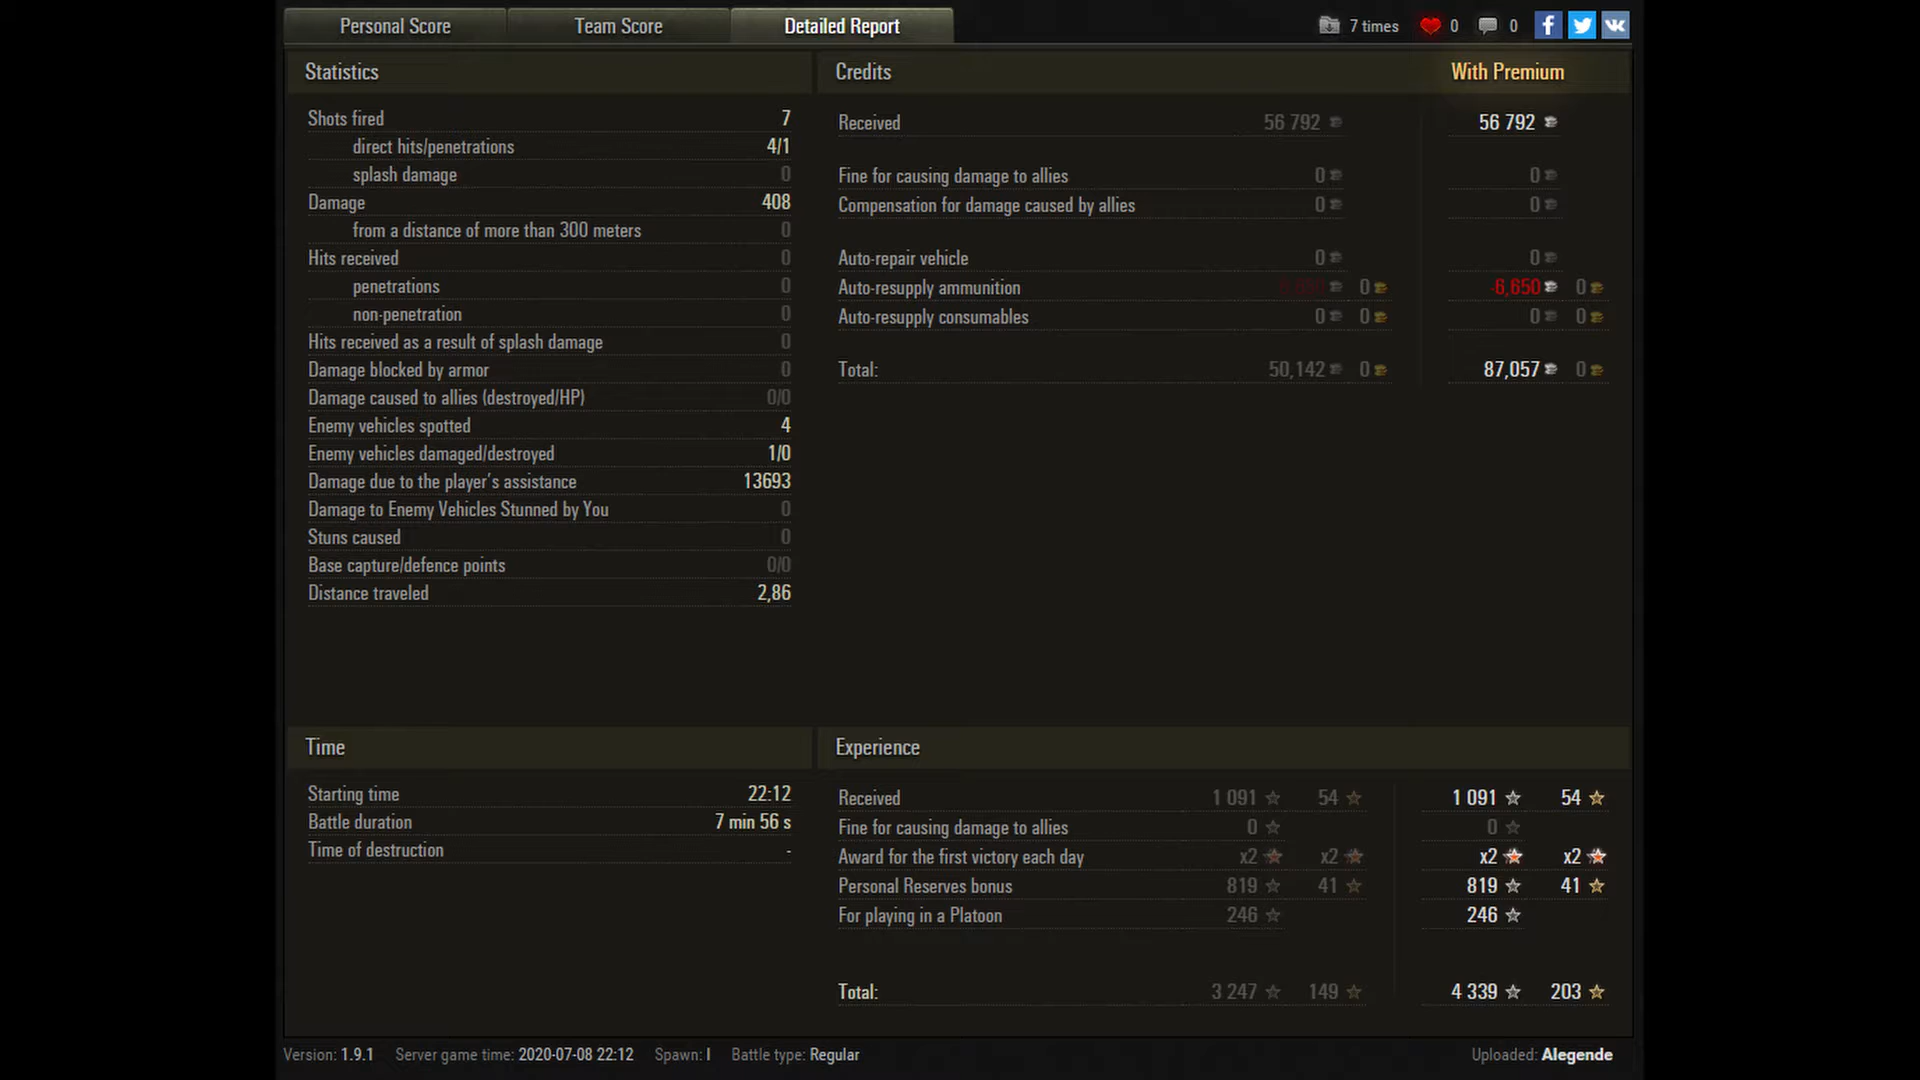 Personal Score Team Score Detailed Report 7 times 0 0
Statistics
Shots fired 7
direct hits/penetrations 4/1
splash damage 0
Damage 408
from a distance of more than 300 meters 0
Hits received 0
penetrations 0
non-penetration 0
Hits received as a result of splash damage 0
Damage blocked by armor 0
Damage caused to allies (destroyed/HP) 0/0
Enemy vehicles spotted 4
Enemy vehicles damaged/destroyed 1/0
Damage due to the player's assistance 13693
Damage to Enemy Vehicles Stunned by You 0
Stuns caused 0
Base capture/defence points 0/0
Distance traveled 2,86
Credits With Premium
Received 56 792 56 792
Fine for causing damage to allies 0 0
Compensation for damage caused by allies 0 0
Auto-repair vehicle 0 0
Auto-resupply ammunition 0 -6,650 0
Auto-resupply consumables 0 0 0 0
Total: 50,142 0 87,057 0
Time
Starting time 22:12
Battle duration 7 min 56 s
Time of destruction -
Experience
Received 1 091 54 1 091 54
Fine for causing damage to allies 0 0
Award for the first victory each day x2 x2 x2 x2
Personal Reserves bonus 819 41 819 41
For playing in a Platoon 246 246
Total: 3 247 149 4 339 203
Version: 1.9.1 Server game time: 2020-07-08 22:12 Spawn: I Battle type: Regular Uploaded: Alegende